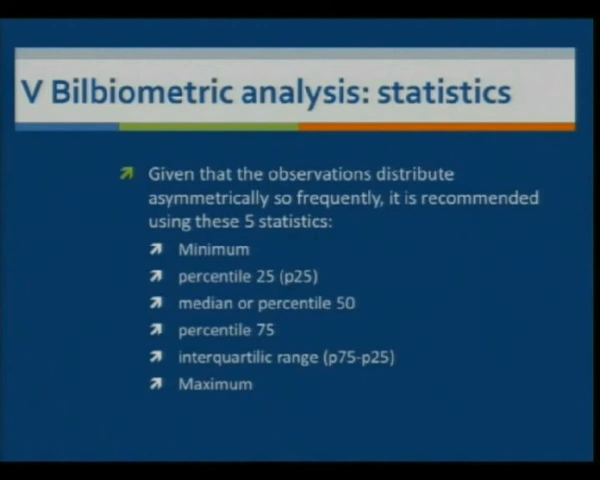 V Bilbiometric analysis: statistics
Given that the observations distribute
asymmetrically so frequently, it is recommended
using these 5 statistics:
Minimum
percentile 25 (p25)
median or percentile 50
percentile 75
interquartilic range (p75-p25)
Maximum